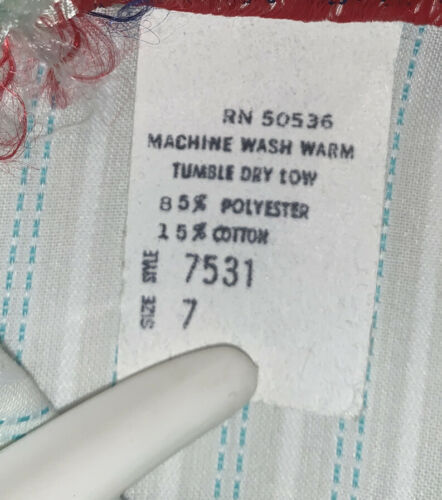 RN 50536
MACHINE WASH WARM
TUMBLE DRY LOW
85% POLYESTER
15% COTTON
STYLE 7531
SIZE 7